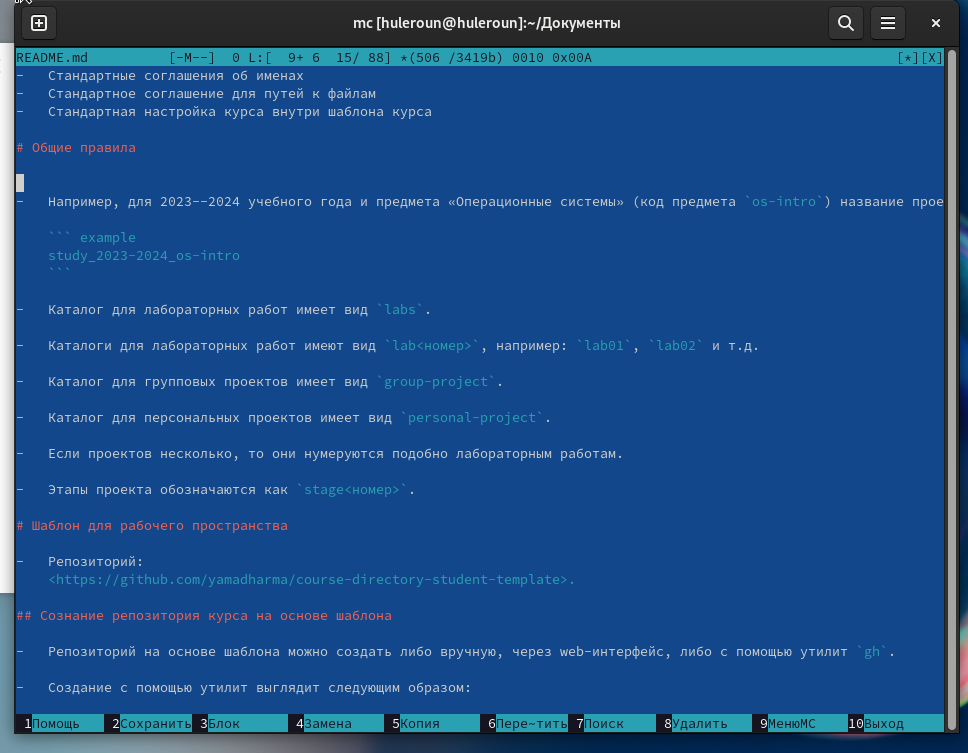 mc [huleroun@huleroun]:~/Документы
README.md [-M--] 0 L:[ 9+ 6 15/ 88] *(506 /3419b) 0010 0x00A [*][X]
- Стандартные соглашения об именах
- Стандартное соглашение для путей к файлам
- Стандартная настройка курса внутри шаблона курса
# Общие правила
- Например, для 2023--2024 учебного года и предмета «Операционные системы» (код предмета `os-intro`) название прое
``` example
study_2023-2024_os-intro
```
- Каталог для лабораторных работ имеет вид `labs`.
- Каталоги для лабораторных работ имеют вид `lab<номер>`, например: `lab01`, `lab02` и т.д.
- Каталог для групповых проектов имеет вид `group-project`.
- Каталог для персональных проектов имеет вид `personal-project`.
- Если проектов несколько, то они нумеруются подобно лабораторным работам.
- Этапы проекта обозначаются как `stage<номер>`.
# Шаблон для рабочего пространства
- Репозиторий:
<https://github.com/yamadharma/course-directory-student-template>.
## Сознание репозитория курса на основе шаблона
- Репозиторий на основе шаблона можно создать либо вручную, через web-интерфейс, либо с помощью утилит `gh`.
- Создание с помощью утилит выглядит следующим образом:
1Помощь 2Сохранить 3Блок 4Замена 5Копия 6Пере~тить 7Поиск 8Удалить 9МенюMC 10Выход